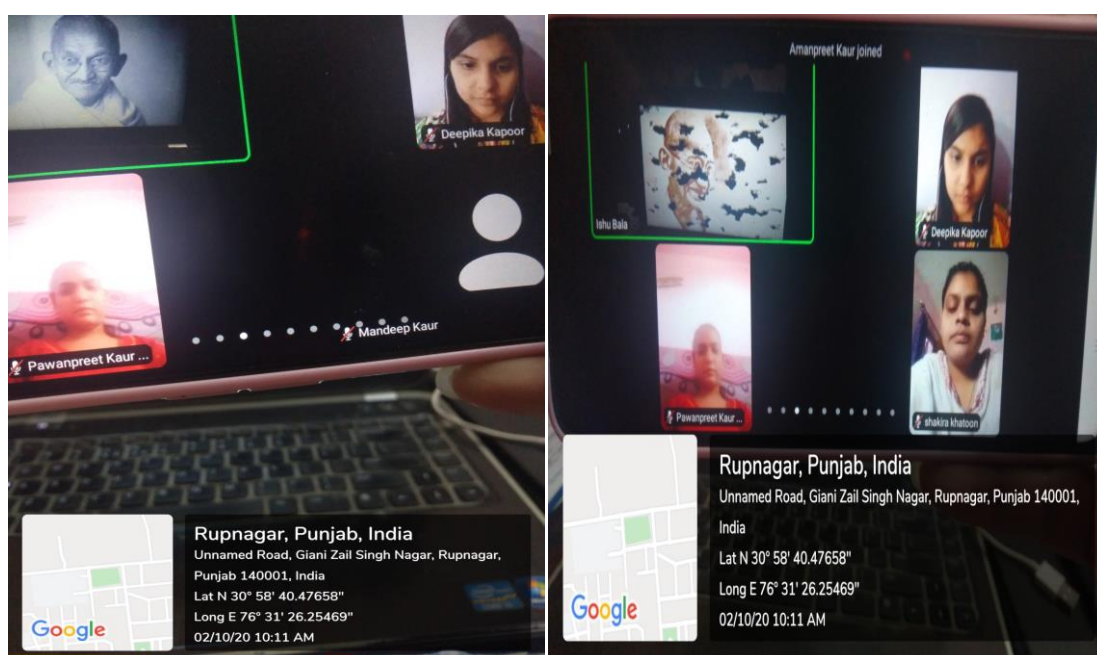 Deepika Kapoor
Pawanpreet Kaur ...
Mandeep Kaur
Google
Rupnagar, Punjab, India
Unnamed Road, Giani Zail Singh Nagar, Rupnagar,
Punjab 140001, India
Lat N 30° 58' 40.47658"
Long E 76° 31' 26.25469"
02/10/20 10:11 AM
Amanpreet Kaur joined
Ishu Bala
Deepika Kapoor
Pawanpreet Kaur ...
shakira khatoon
Google
Rupnagar, Punjab, India
Unnamed Road, Giani Zail Singh Nagar, Rupnagar, Punjab 140001,
India
Lat N 30° 58' 40.47658"
Long E 76° 31' 26.25469"
02/10/20 10:11 AM